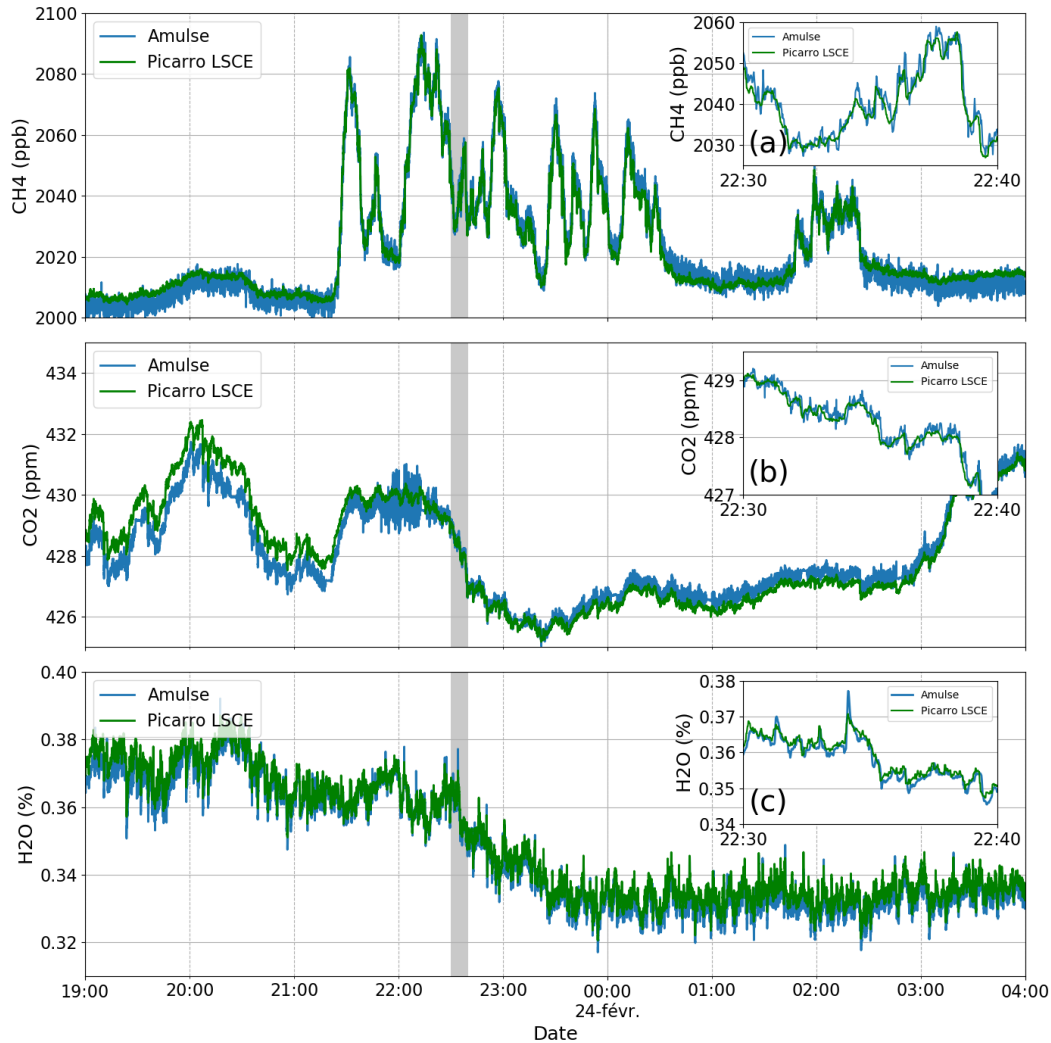 2100
2080
2060
2040
2020
2000
CH4 (ppb)
Amulse
Picarro LSCE
2060
2050
2040
2030
CH4 (ppb)
Amulse
Picarro LSCE
(a)
22:30
22:40
434
432
430
428
426
CO2 (ppm)
Amulse
Picarro LSCE
429
428
427
CO2 (ppm)
Amulse
Picarro LSCE
(b)
22:30
22:40
0.40
0.38
0.36
0.34
0.32
H2O (%)
Amulse
Picarro LSCE
0.38
0.37
0.36
0.35
0.34
H2O (%)
Amulse
Picarro LSCE
(c)
22:30
22:40
19:00 20:00 21:00 22:00 23:00 00:00 01:00 02:00 03:00 04:00
24-févr.
Date